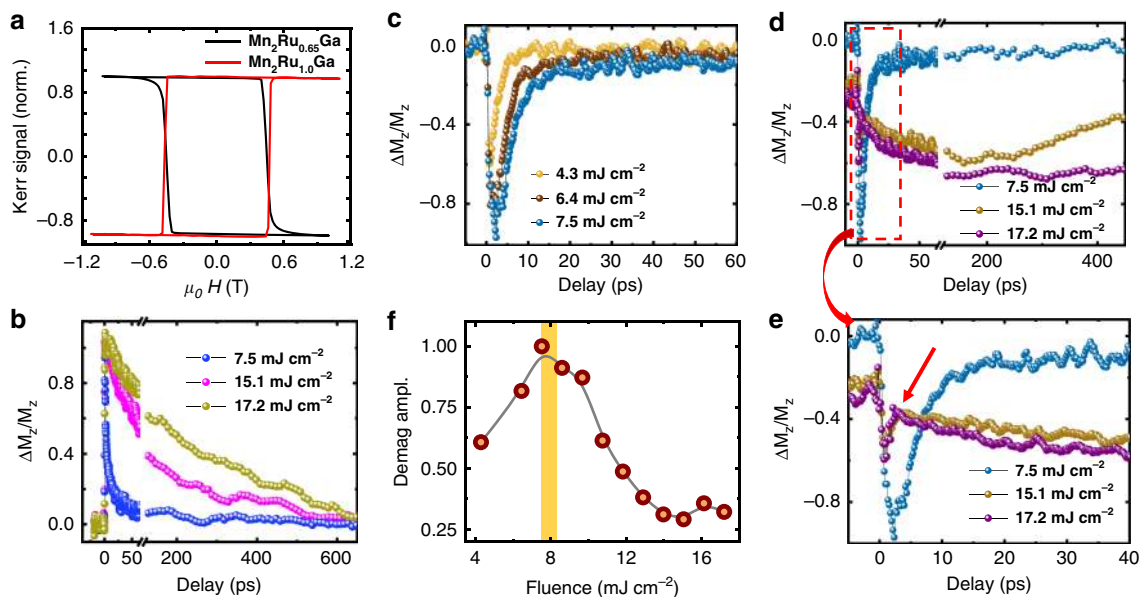 a
1.6
0.8
0.0
−0.8
Kerr signal (norm.)
Mn2Ru0.65Ga
Mn2Ru1.0Ga
−1.2 −0.6 0.0 0.6 1.2
μ0 H (T)
b
0.8
0.4
0.0
ΔMz/Mz
7.5 mJ cm−2
15.1 mJ cm−2
17.2 mJ cm−2
0 50 200 400 600
Delay (ps)
c
0.0
−0.4
−0.8
ΔMz/Mz
4.3 mJ cm−2
6.4 mJ cm−2
7.5 mJ cm−2
0 10 20 30 40 50 60
Delay (ps)
f
1.00
0.75
0.50
0.25
Demag ampl.
4 8 12 16
Fluence (mJ cm−2)
d
0.0
−0.4
−0.8
ΔMz/Mz
7.5 mJ cm−2
15.1 mJ cm−2
17.2 mJ cm−2
0 50 200 400
Delay (ps)
e
0.0
−0.4
−0.8
ΔMz/Mz
7.5 mJ cm−2
15.1 mJ cm−2
17.2 mJ cm−2
0 10 20 30 40
Delay (ps)